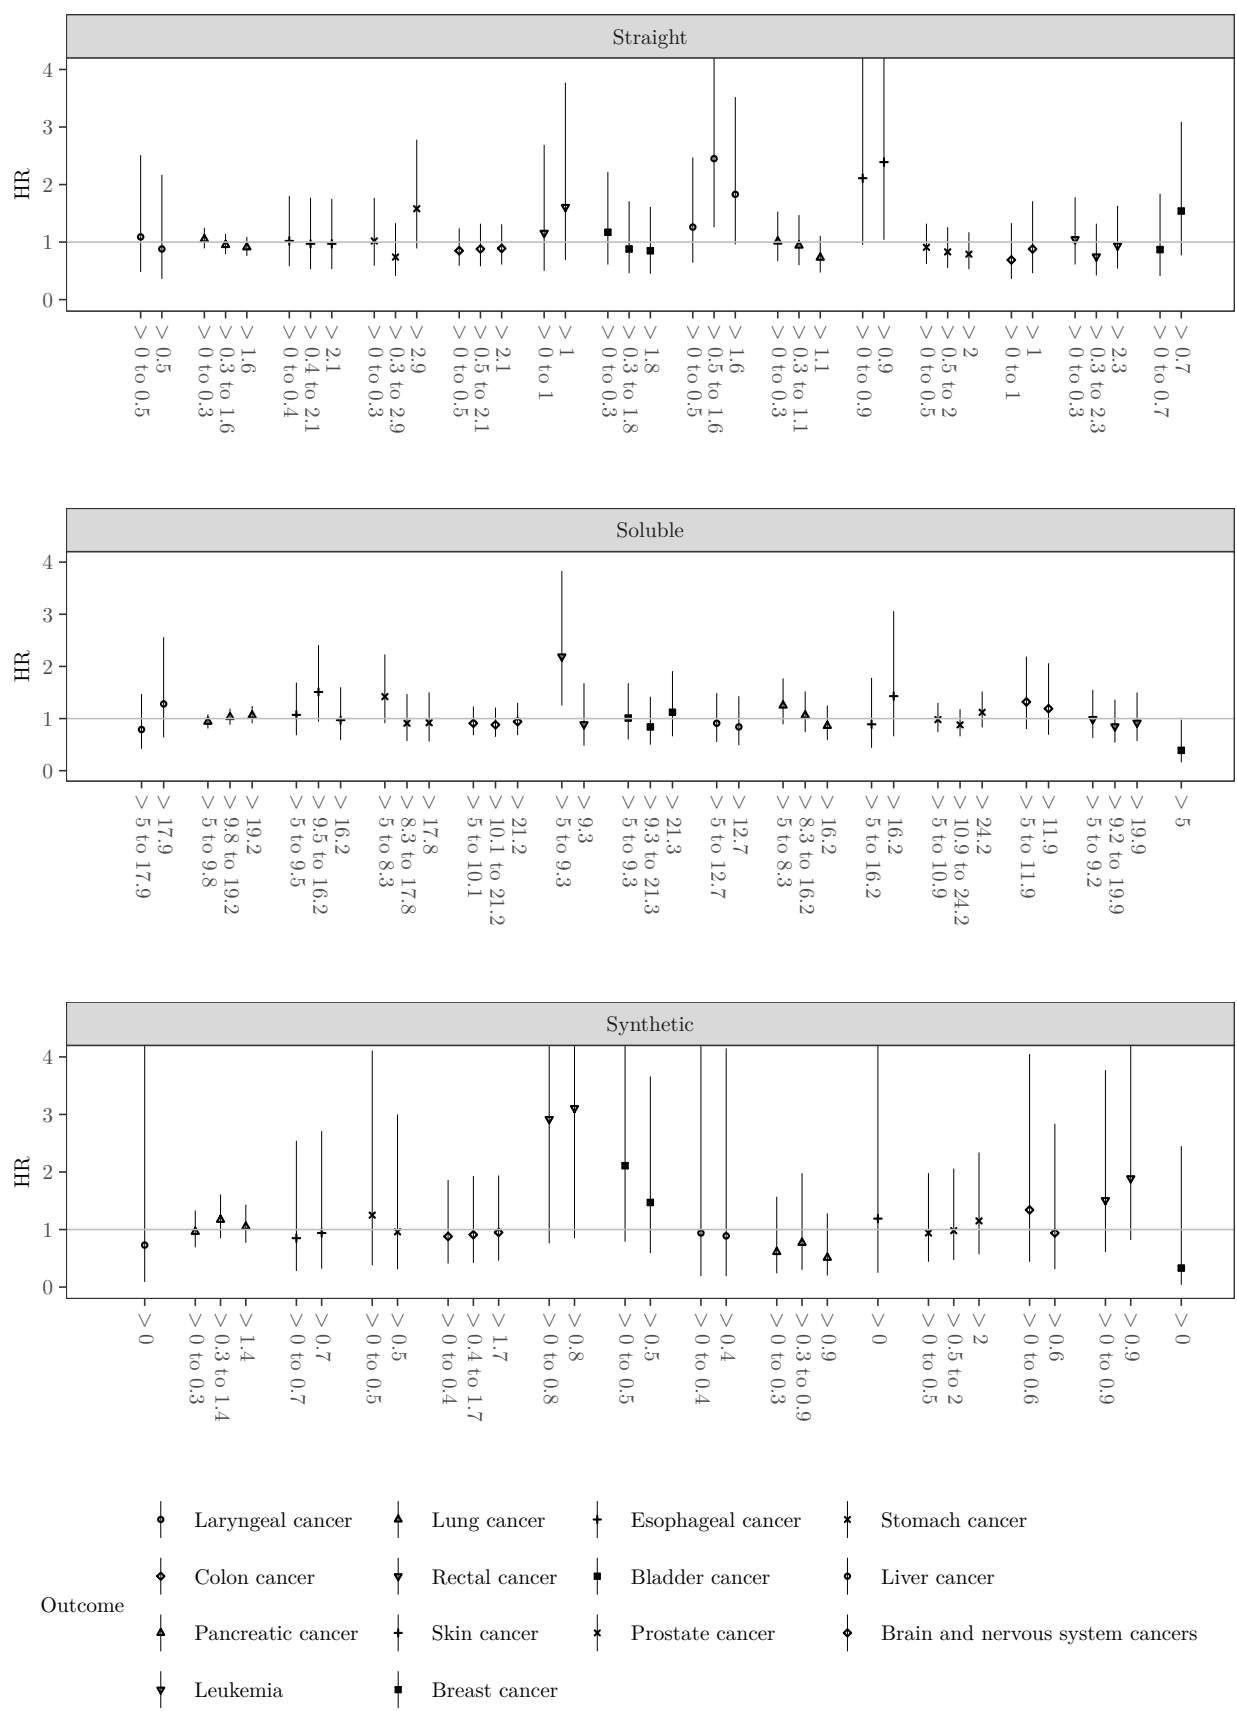 Straight
HR
4
3
2
1
0
> 0 to 0.5
> 0.5
> 0 to 0.3
> 0.3 to 1.6
> 1.6
> 0 to 0.4
> 0.4 to 2.1
> 2.1
> 0 to 0.3
> 0.3 to 2.9
> 2.9
> 0 to 0.5
> 0.5 to 2.1
> 2.1
> 0 to 1
> 1
> 0 to 0.3
> 0.3 to 1.8
> 1.8
> 0 to 0.5
> 0.5 to 1.6
> 1.6
> 0 to 0.3
> 0.3 to 1.1
> 1.1
> 0 to 0.9
> 0.9
> 0 to 0.5
> 0.5 to 2
> 2
> 0 to 1
> 1
> 0 to 0.3
> 0.3 to 2.3
> 2.3
> 0 to 0.7
> 0.7
Soluble
HR
4
3
2
1
0
> 5 to 17.9
> 17.9
> 5 to 9.8
> 9.8 to 19.2
> 19.2
> 5 to 9.5
> 9.5 to 16.2
> 16.2
> 5 to 8.3
> 8.3 to 17.8
> 17.8
> 5 to 10.1
> 10.1 to 21.2
> 21.2
> 5 to 9.3
> 9.3
> 5 to 9.3
> 9.3 to 21.3
> 21.3
> 5 to 12.7
> 12.7
> 5 to 8.3
> 8.3 to 16.2
> 16.2
> 5 to 16.2
> 16.2
> 5 to 10.9
> 10.9 to 24.2
> 24.2
> 5 to 11.9
> 11.9
> 5 to 9.2
> 9.2 to 19.9
> 19.9
> 5
Synthetic
HR
4
3
2
1
0
> 0
> 0 to 0.3
> 0.3 to 1.4
> 1.4
> 0 to 0.7
> 0.7
> 0 to 0.5
> 0.5
> 0 to 0.4
> 0.4 to 1.7
> 1.7
> 0 to 0.8
> 0.8
> 0 to 0.5
> 0.5
> 0 to 0.4
> 0.4
> 0 to 0.3
> 0.3 to 0.9
> 0.9
> 0
> 0 to 0.5
> 0.5 to 2
> 2
> 0 to 0.6
> 0.6
> 0 to 0.9
> 0.9
> 0
Outcome
Laryngeal cancer
Lung cancer
Esophageal cancer
Stomach cancer
Colon cancer
Rectal cancer
Bladder cancer
Liver cancer
Pancreatic cancer
Skin cancer
Prostate cancer
Brain and nervous system cancers
Leukemia
Breast cancer